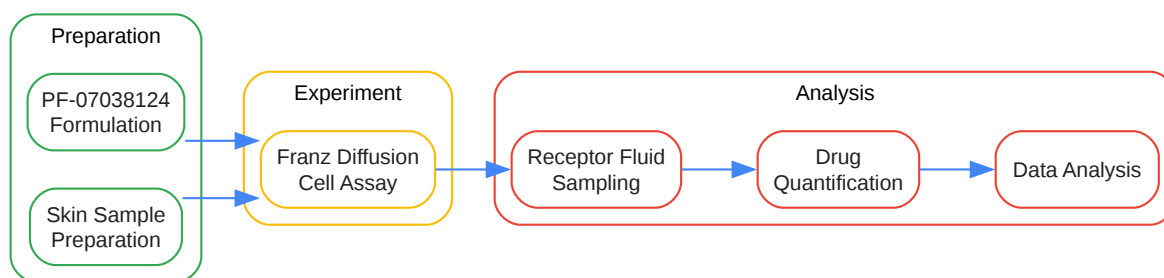 Preparation
PF-07038124
Formulation
Skin Sample
Preparation
Experiment
Franz Diffusion
Cell Assay
Analysis
Receptor Fluid
Sampling
Drug
Quantification
Data Analysis